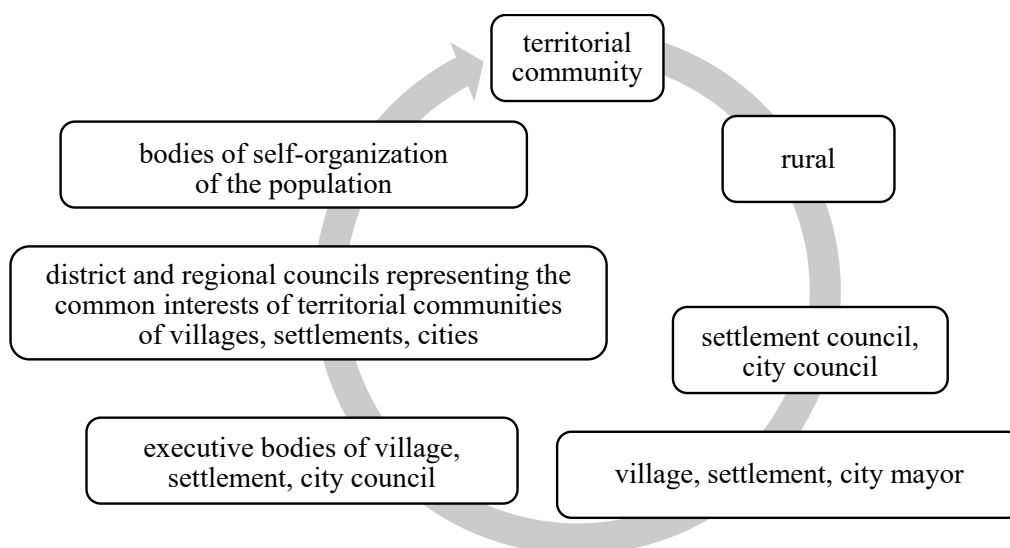 territorial
community
rural
settlement council,
city council
village, settlement, city mayor
executive bodies of village,
settlement, city council
district and regional councils representing the
common interests of territorial communities
of villages, settlements, cities
bodies of self-organization
of the population